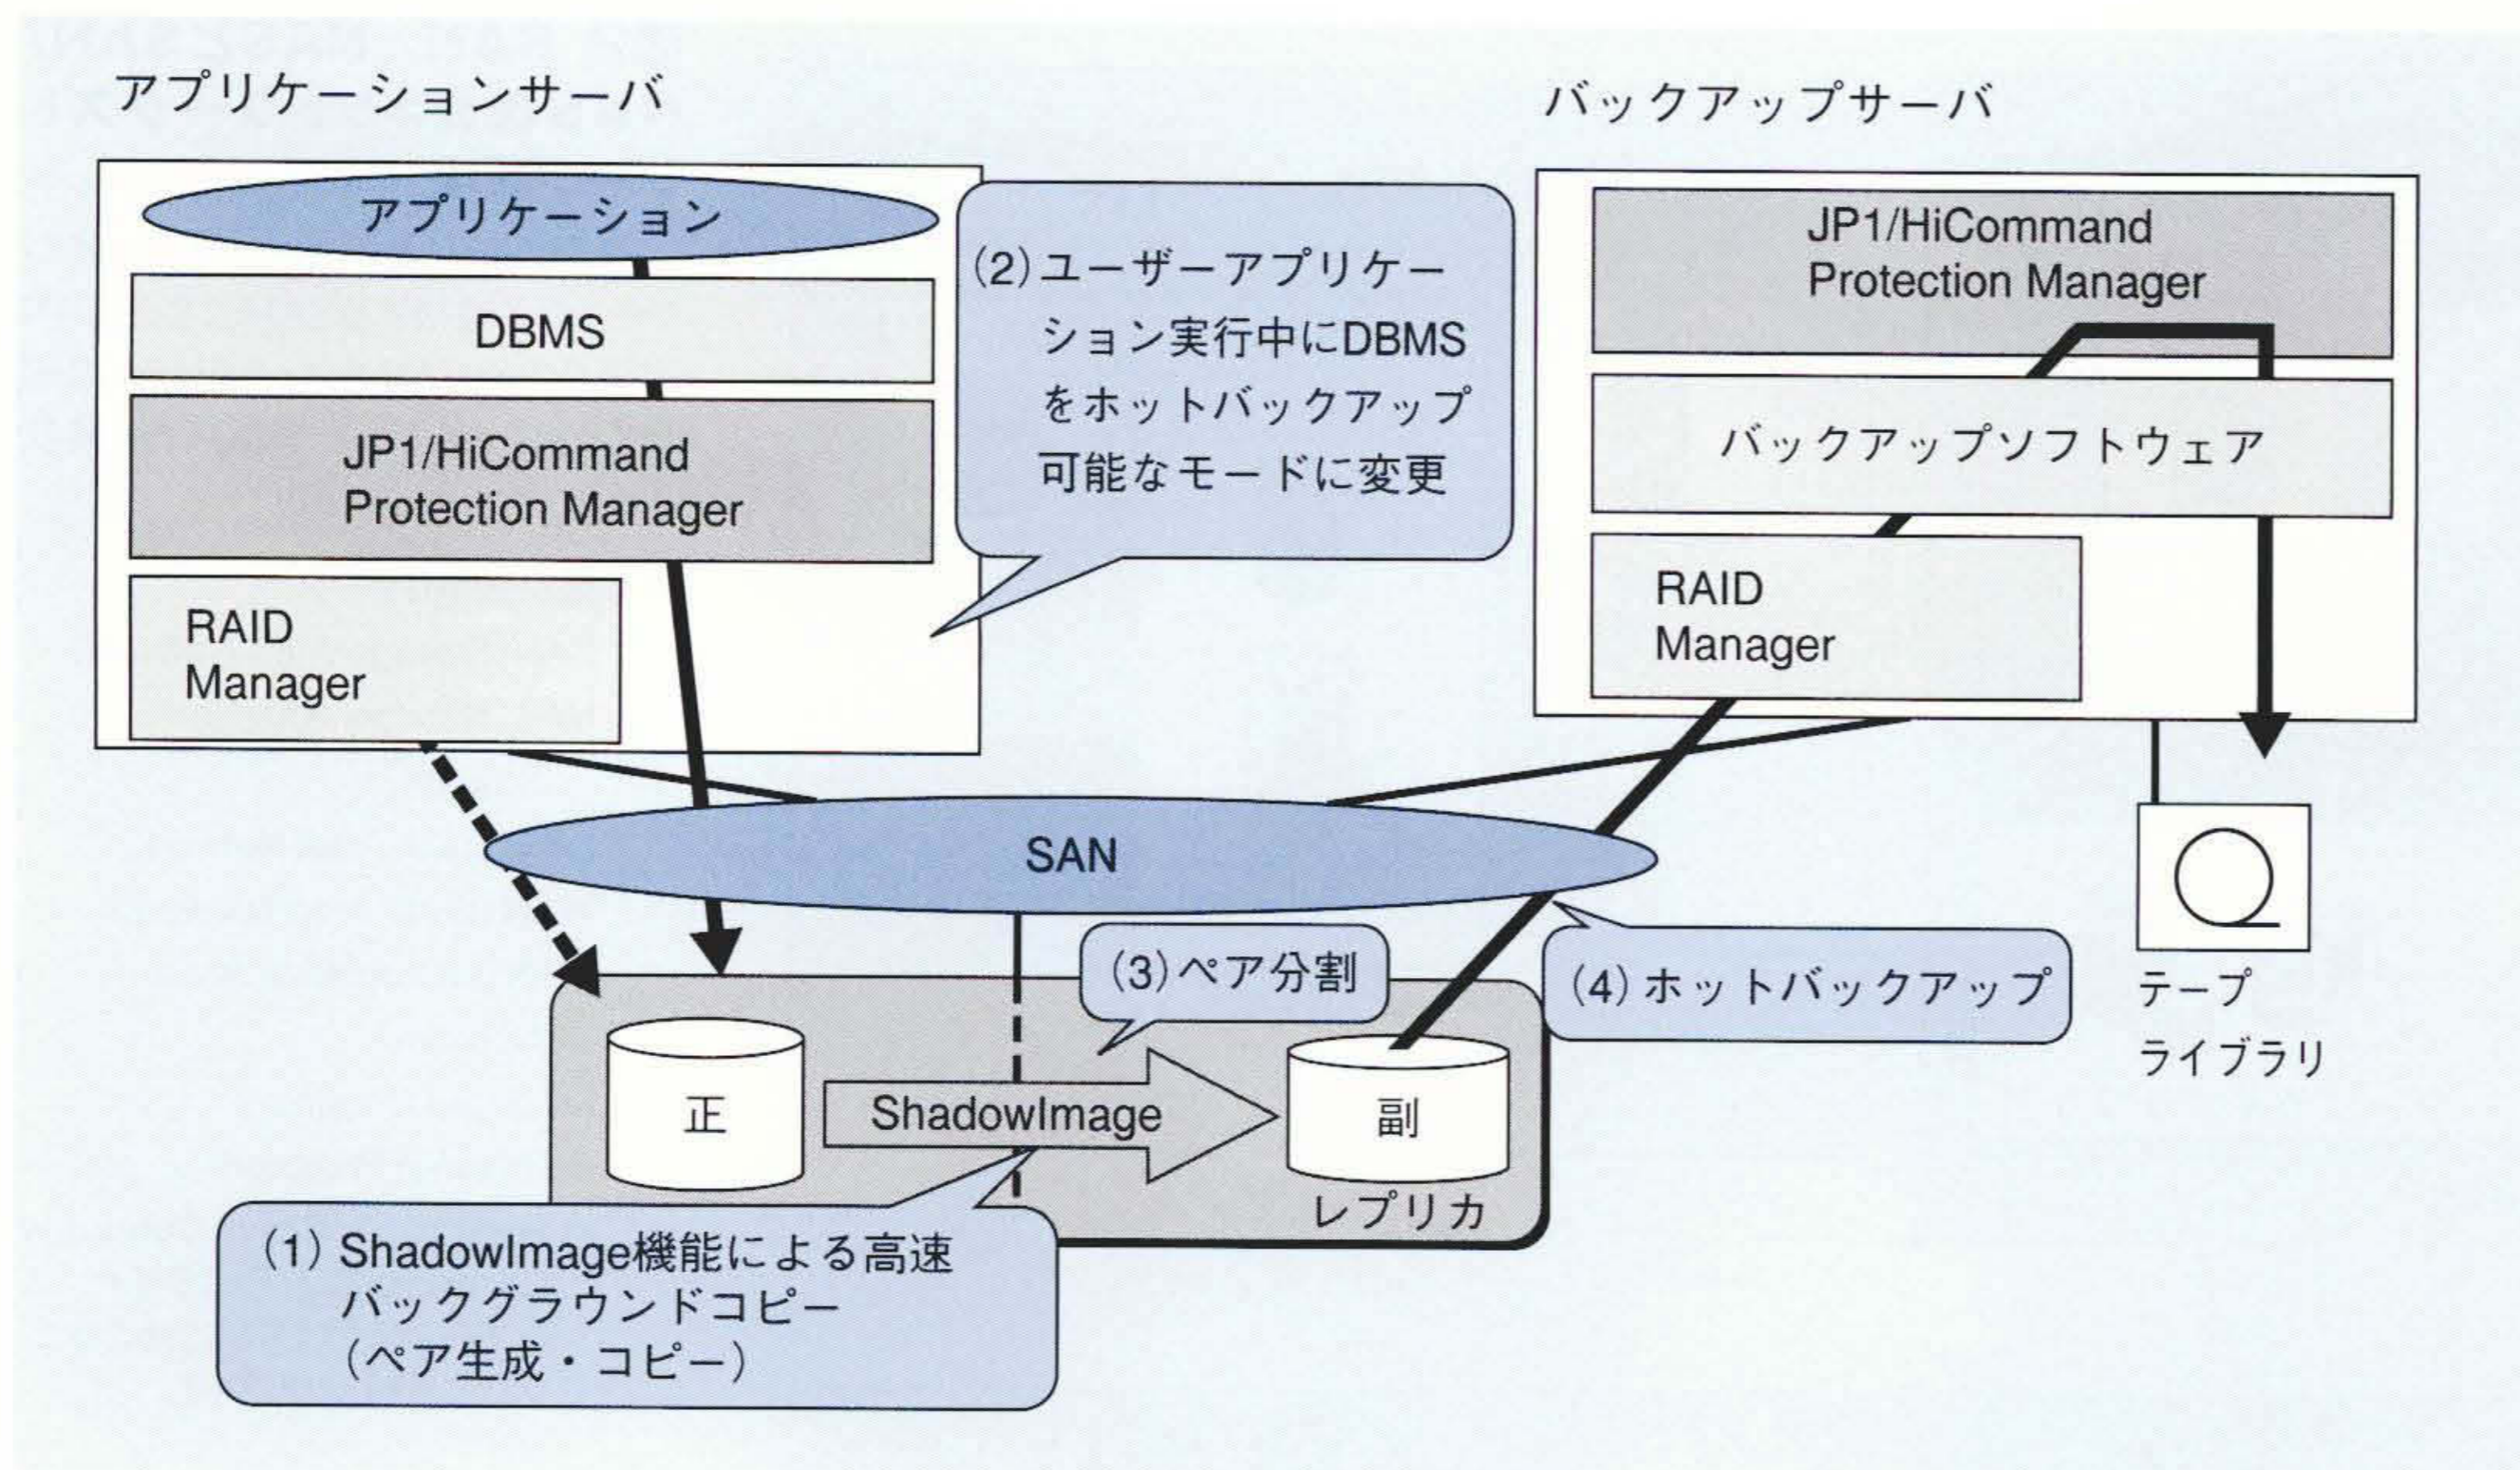 アプリケーションサーバ
アプリケーション
DBMS
JP1/HiCommand
Protection Manager
RAID
Manager
(2)ユーザーアプリケー
ション実行中にDBMS
をホットバックアップ
可能なモードに変更
バックアップサーバ
JP1/HiCommand
Protection Manager
バックアップソフトウェア
RAID
Manager
SAN
(3)ペア分割
(4)ホットバックアップ
テープ
ライブラリ
正
ShadowImage
副
レプリカ
(1)ShadowImage機能による高速
バックグラウンドコピー
(ペア生成・コピー)